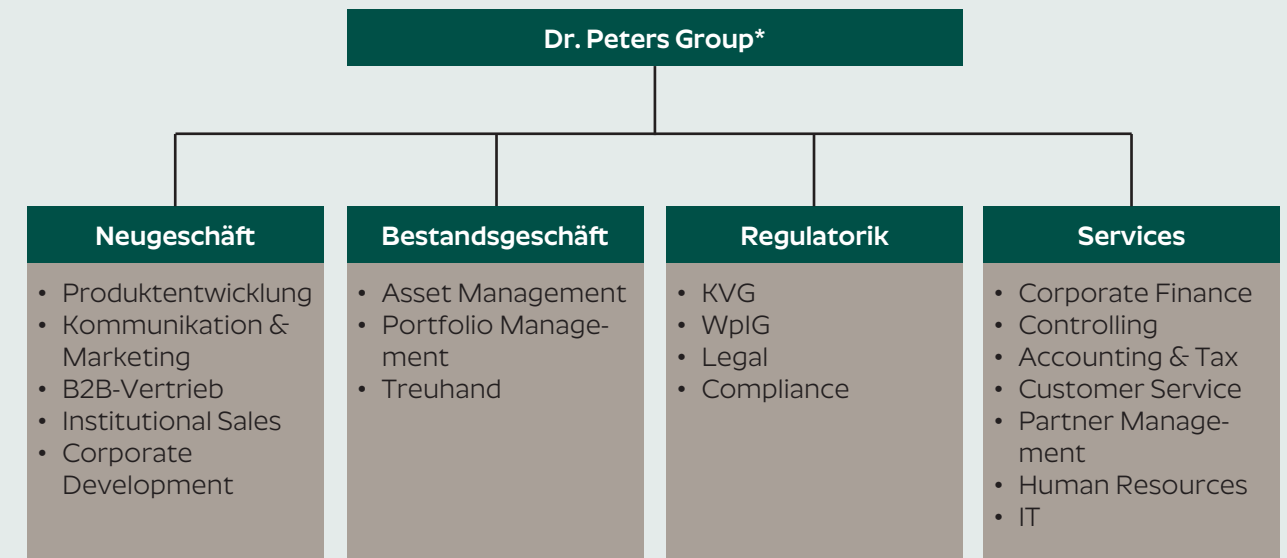 Dr. Peters Group*
Neugeschäft
• Produktentwicklung
• Kommunikation &
Marketing
• B2B-Vertrieb
• Institutional Sales
• Corporate
Development
Bestandsgeschäft
• Asset Management
• Portfolio Manage-
ment
• Treuhand
Regulatorik
• KVG
• WpIG
• Legal
• Compliance
Services
• Corporate Finance
• Controlling
• Accounting & Tax
• Customer Service
• Partner Manage-
ment
• Human Resources
• IT